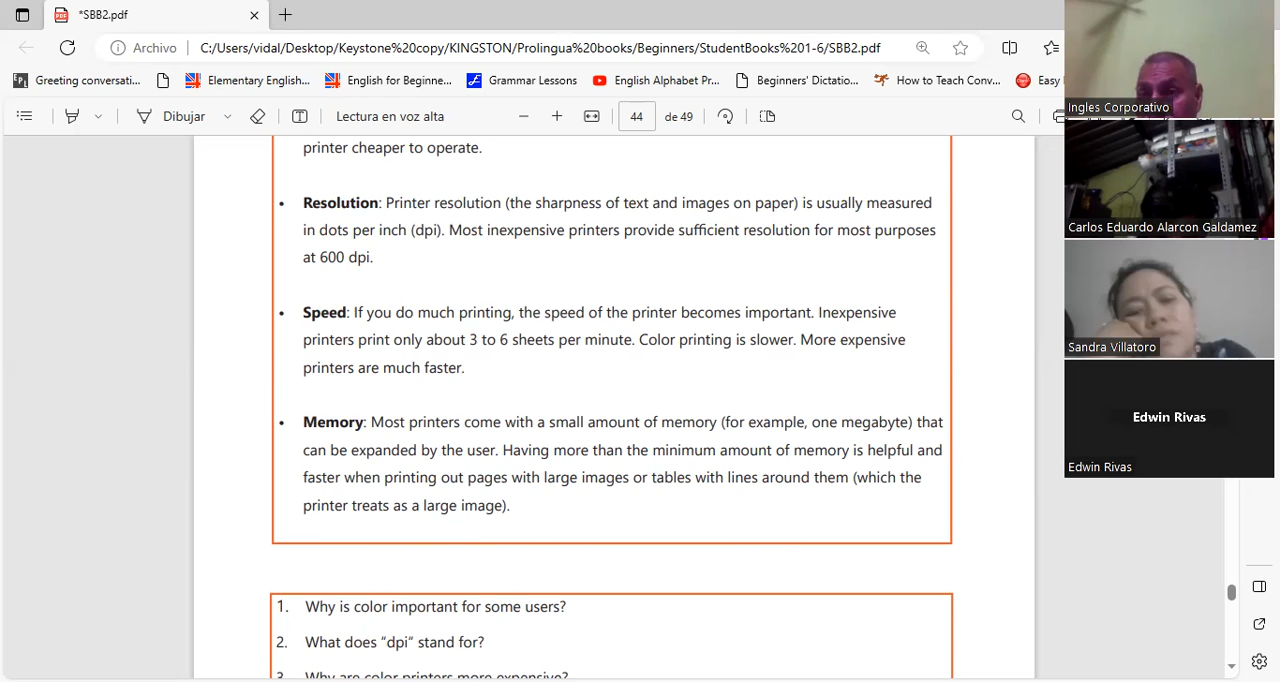 *SBB2.pdf
Archivo C:/Users/vidal/Desktop/Keystone%20copy/KINGSTON/Prolingua%20books/Beginners/StudentBooks%201-6/SBB2.pdf
Greeting conversati... Elementary English... English for Beginne... Grammar Lessons English Alphabet Pr... Beginners' Dictatio... How to Teach Conv... Easy
Dibujar Lectura en voz alta 44 de 49
printer cheaper to operate.
• Resolution: Printer resolution (the sharpness of text and images on paper) is usually measured
in dots per inch (dpi). Most inexpensive printers provide sufficient resolution for most purposes
at 600 dpi.
• Speed: If you do much printing, the speed of the printer becomes important. Inexpensive
printers print only about 3 to 6 sheets per minute. Color printing is slower. More expensive
printers are much faster.
• Memory: Most printers come with a small amount of memory (for example, one megabyte) that
can be expanded by the user. Having more than the minimum amount of memory is helpful and
faster when printing out pages with large images or tables with lines around them (which the
printer treats as a large image).
1. Why is color important for some users?
2. What does “dpi” stand for?
3. Why are color printers more expensive?
Ingles Corporativo
Carlos Eduardo Alarcon Galdamez
Sandra Villatoro
Edwin Rivas
Edwin Rivas